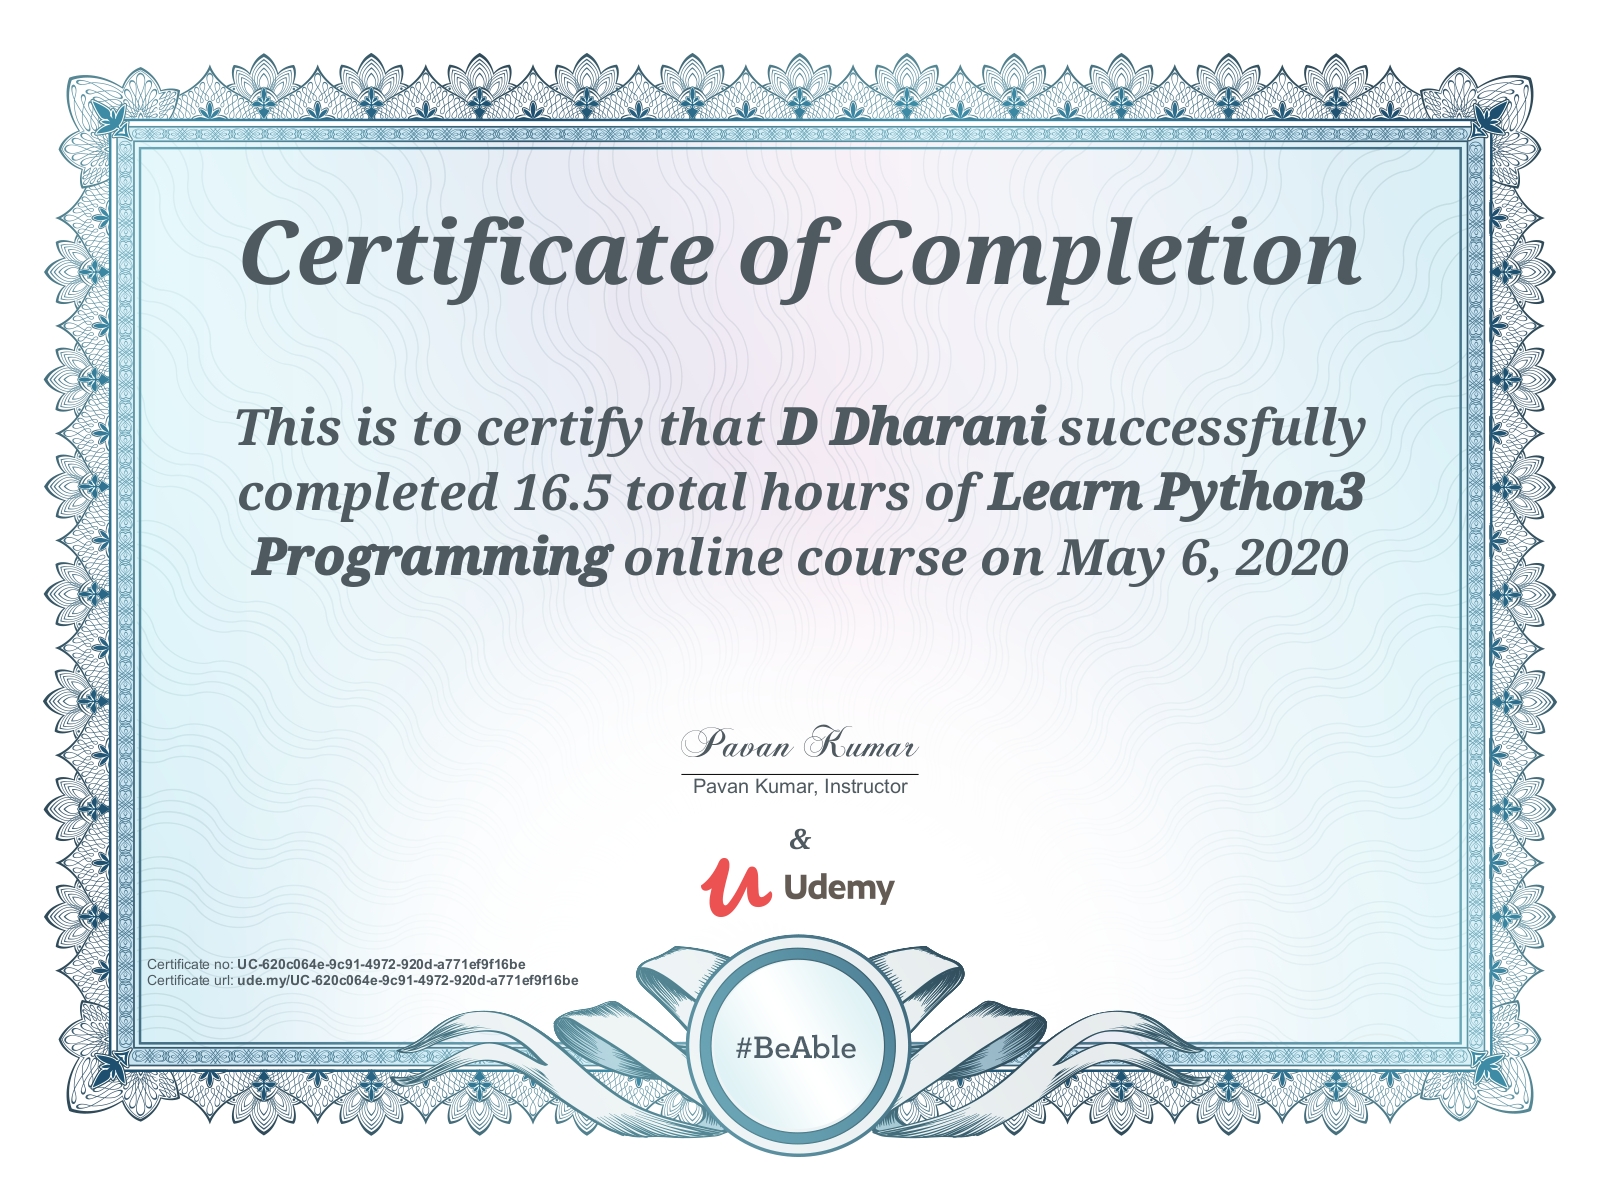 Certificate of Completion
This is to certify that D Dharani successfully
completed 16.5 total hours of Learn Python3
Programming online course on May 6, 2020
Pavan Kumar
Pavan Kumar, Instructor
&
Udemy
Certificate no: UC-620c064e-9c91-4972-920d-a771ef9f16be
Certificate url: ude.my/UC-620c064e-9c91-4972-920d-a771ef9f16be
#BeAble